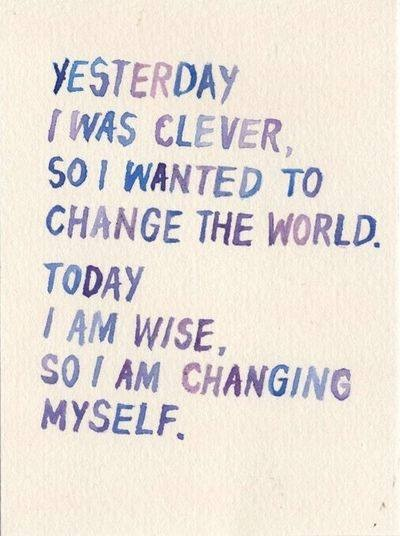 YESTERDAY
I WAS CLEVER,
SO I WANTED TO
CHANGE THE WORLD.
TODAY
I AM WISE,
SO I AM CHANGING
MYSELF.